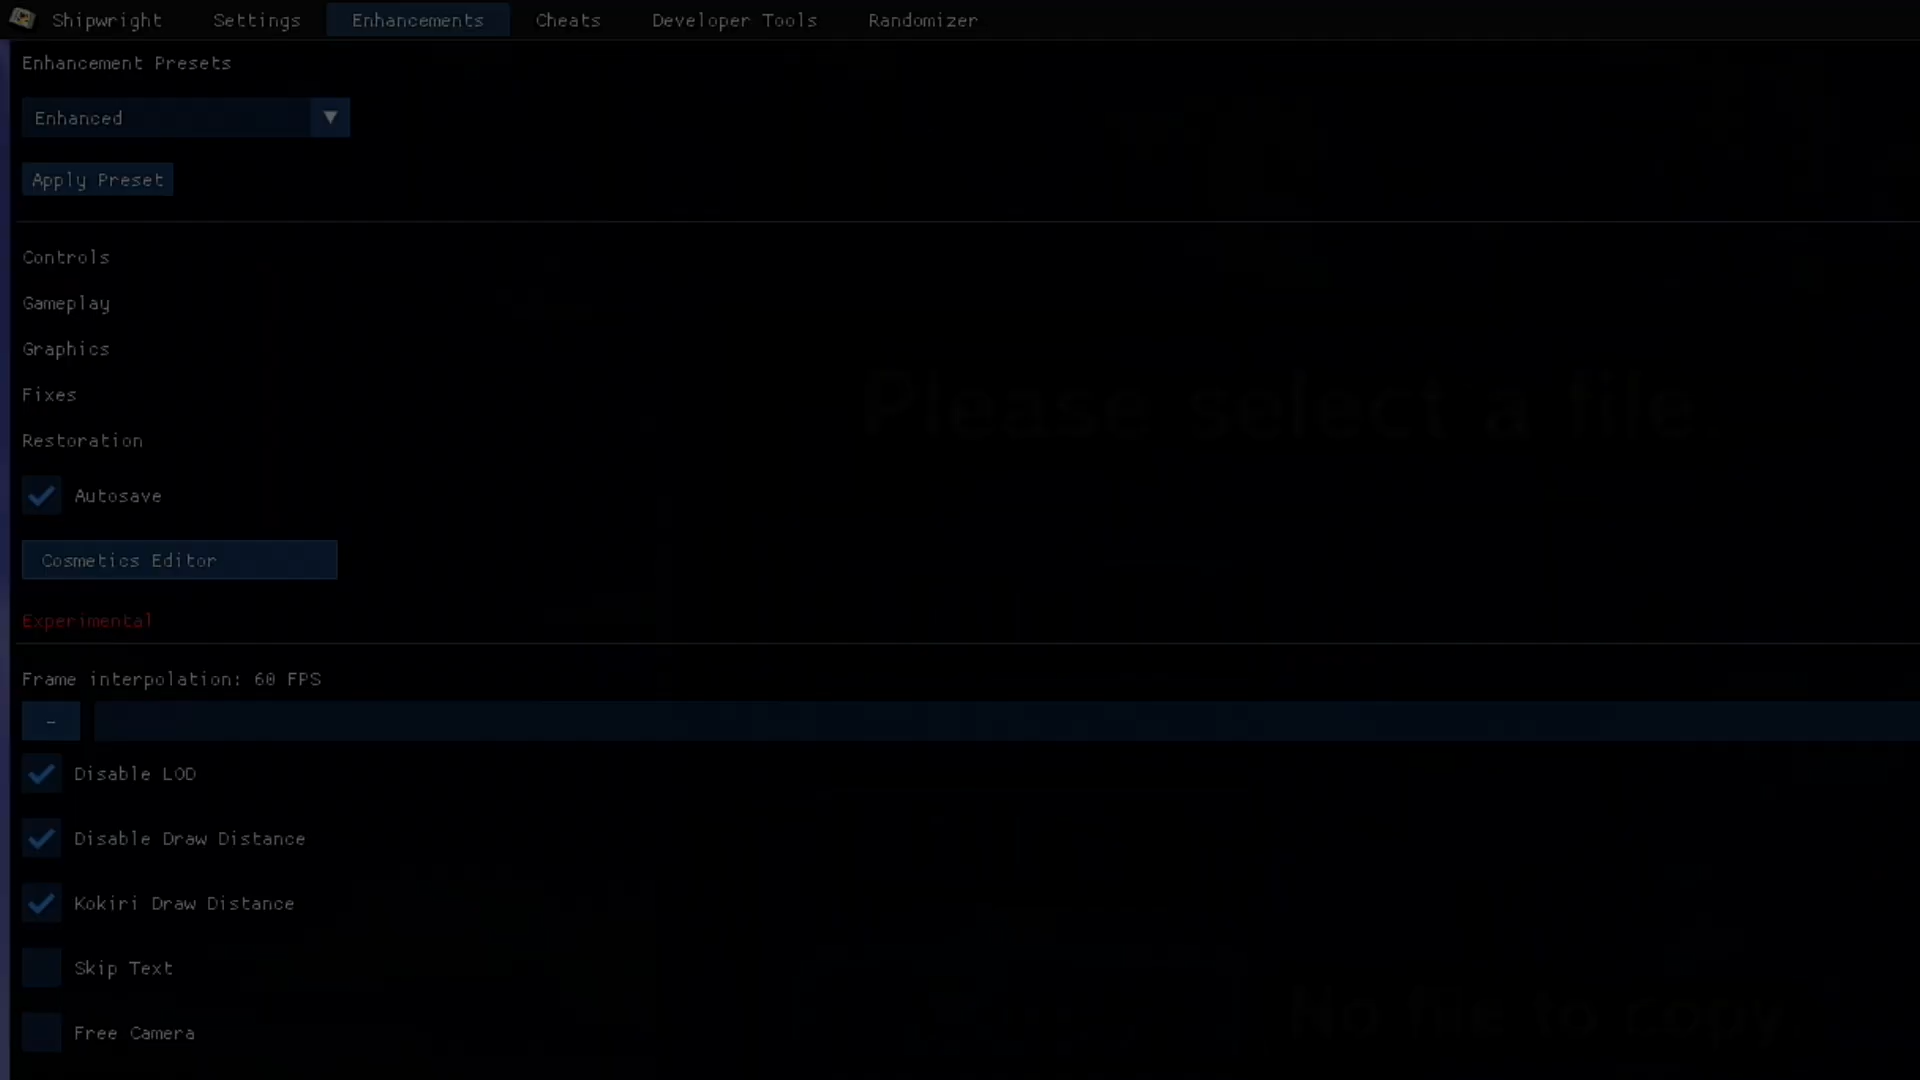 Shipwright Settings Enhancements Cheats Developer Tools Randomizer
Enhancement Presets
Enhanced
Apply Preset
Controls
Gameplay
Graphics
Fixes
Restoration
Autosave
Cosmetics Editor
Experimental
Frame interpolation: 60 FPS
-
Disable LOD
Disable Draw Distance
Kokiri Draw Distance
Skip Text
Free Camera
Please select a file.
No file to copy.